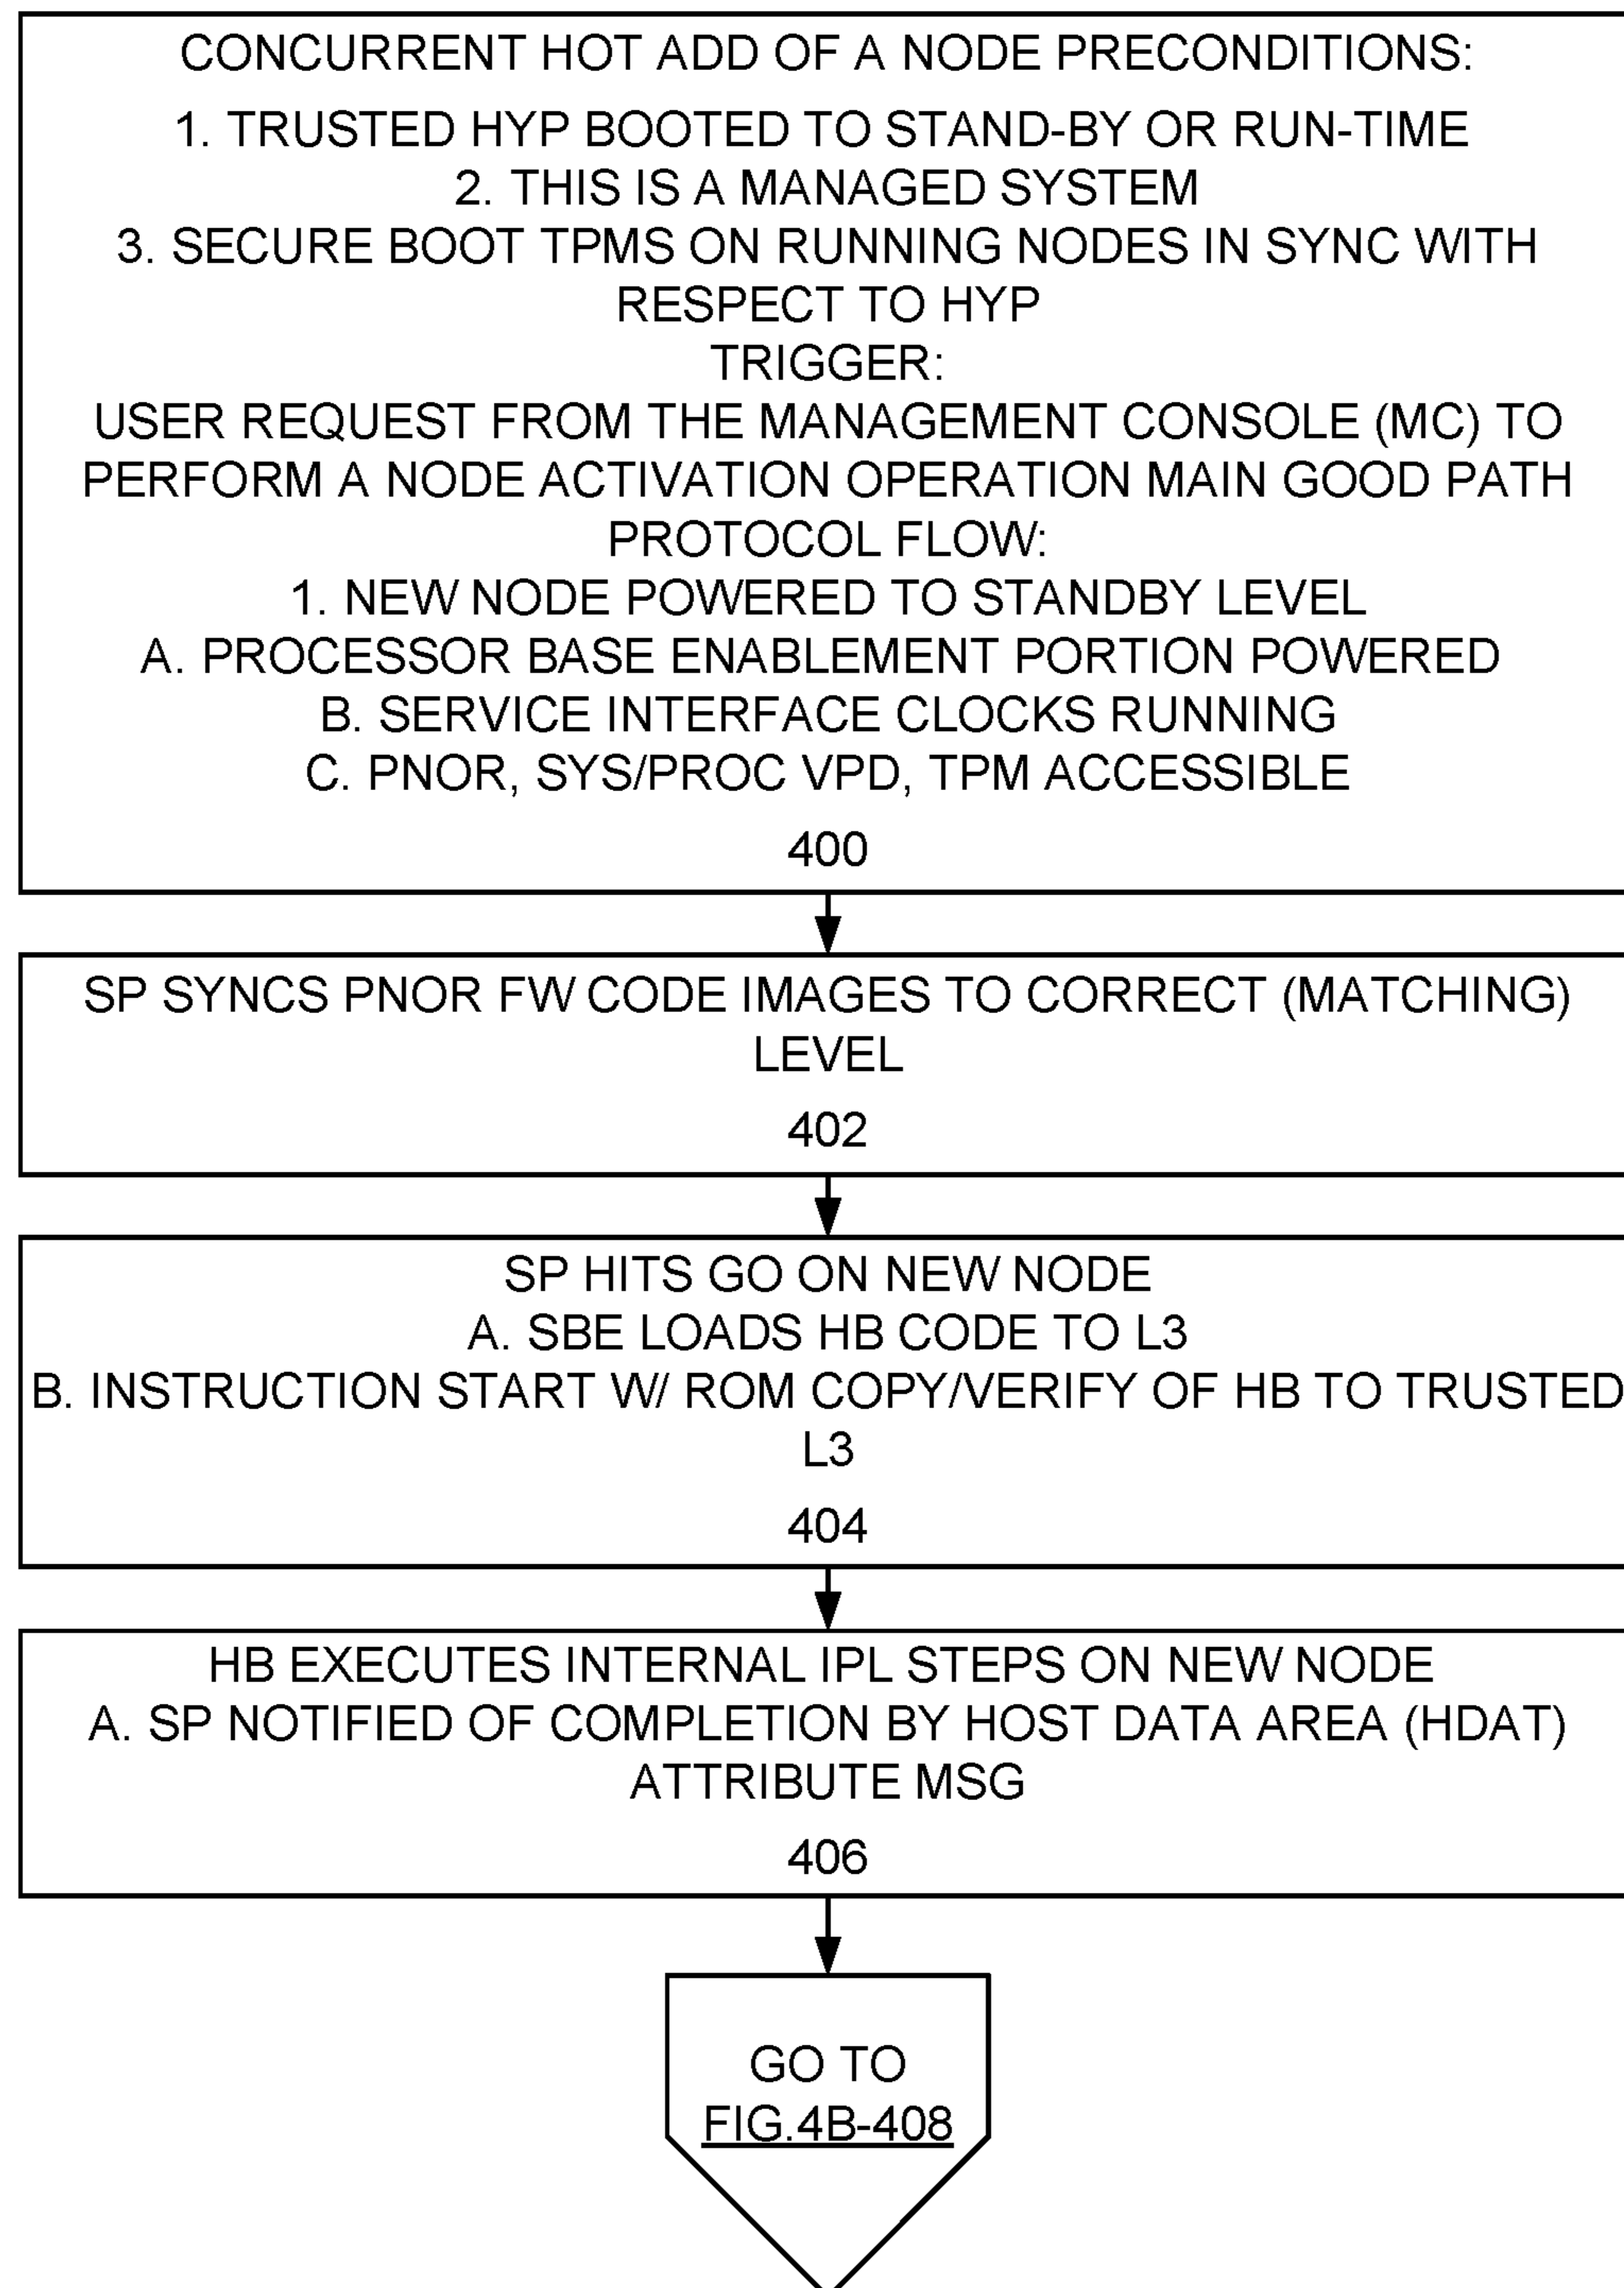 CONCURRENT HOT ADD OF A NODE PRECONDITIONS:
1. TRUSTED HYP BOOTED TO STAND-BY OR RUN-TIME
2. THIS IS A MANAGED SYSTEM
3. SECURE BOOT TPMS ON RUNNING NODES IN SYNC WITH
RESPECT TO HYP
TRIGGER:
USER REQUEST FROM THE MANAGEMENT CONSOLE (MC) TO
PERFORM A NODE ACTIVATION OPERATION MAIN GOOD PATH
PROTOCOL FLOW:
1. NEW NODE POWERED TO STANDBY LEVEL
A. PROCESSOR BASE ENABLEMENT PORTION POWERED
B. SERVICE INTERFACE CLOCKS RUNNING
C. PNOR, SYS/PROC VPD, TPM ACCESSIBLE
400
SP SYNCS PNOR FW CODE IMAGES TO CORRECT (MATCHING)
LEVEL
402
SP HITS GO ON NEW NODE
A. SBE LOADS HB CODE TO L3
B. INSTRUCTION START W/ ROM COPY/VERIFY OF HB TO TRUSTED
L3
404
HB EXECUTES INTERNAL IPL STEPS ON NEW NODE
A. SP NOTIFIED OF COMPLETION BY HOST DATA AREA (HDAT)
ATTRIBUTE MSG
406
GO TO
FIG.4B-408